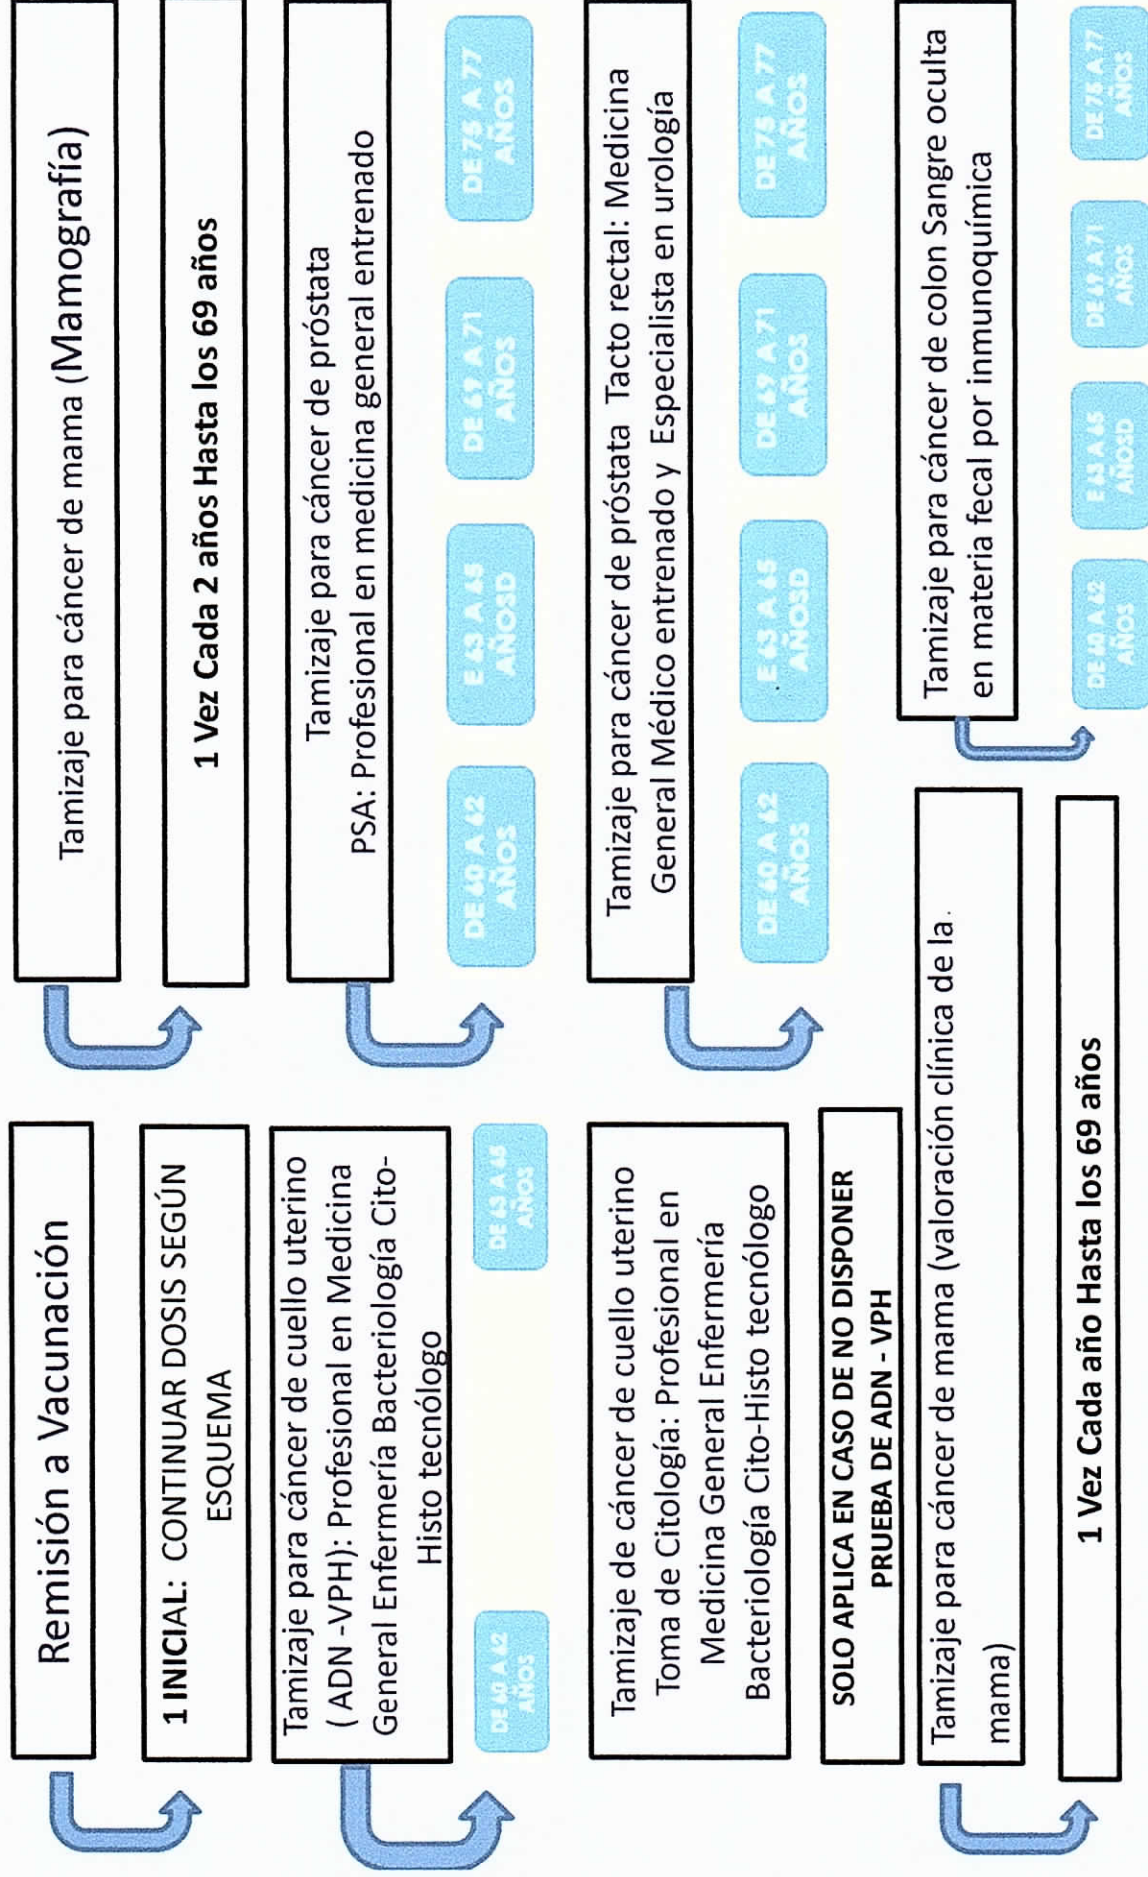 Remisión a Vacunación
1 INICIAL: CONTINUAR DOSIS SEGÚN
ESQUEMA
Tamizaje para cáncer de cuello uterino
( ADN -VPH): Profesional en Medicina
General Enfermería Bacteriología Cito-
Histo tecnólogo
DE 60 A 62
AÑOS
DE 63 A 65
AÑOS
Tamizaje de cáncer de cuello uterino
Toma de Citología: Profesional en
Medicina General Enfermería
Bacteriología Cito-Histo tecnólogo
SOLO APLICA EN CASO DE NO DISPONER
PRUEBA DE ADN - VPH
Tamizaje para cáncer de mama (valoración clínica de la.
mama)
1 Vez Cada año Hasta los 69 años
Tamizaje para cáncer de mama (Mamografía)
1 Vez Cada 2 años Hasta los 69 años
Tamizaje para cáncer de próstata
PSA: Profesional en medicina general entrenado
DE 60 A 62
AÑOS
E 63 A 65
AÑOSD
DE 69 A 71
AÑOS
DE 75 A 77
AÑOS
Tamizaje para cáncer de próstata Tacto rectal: Medicina
General Médico entrenado y Especialista en urología
DE 60 A 62
AÑOS
E 63 A 65
AÑOSD
DE 69 A 71
AÑOS
DE 75 A 77
AÑOS
Tamizaje para cáncer de colon Sangre oculta
en materia fecal por inmunoquímica
DE 60 A 62
AÑOS
E 63 A 65
AÑOSD
DE 69 A 71
AÑOS
DE 75 A 77
AÑOS